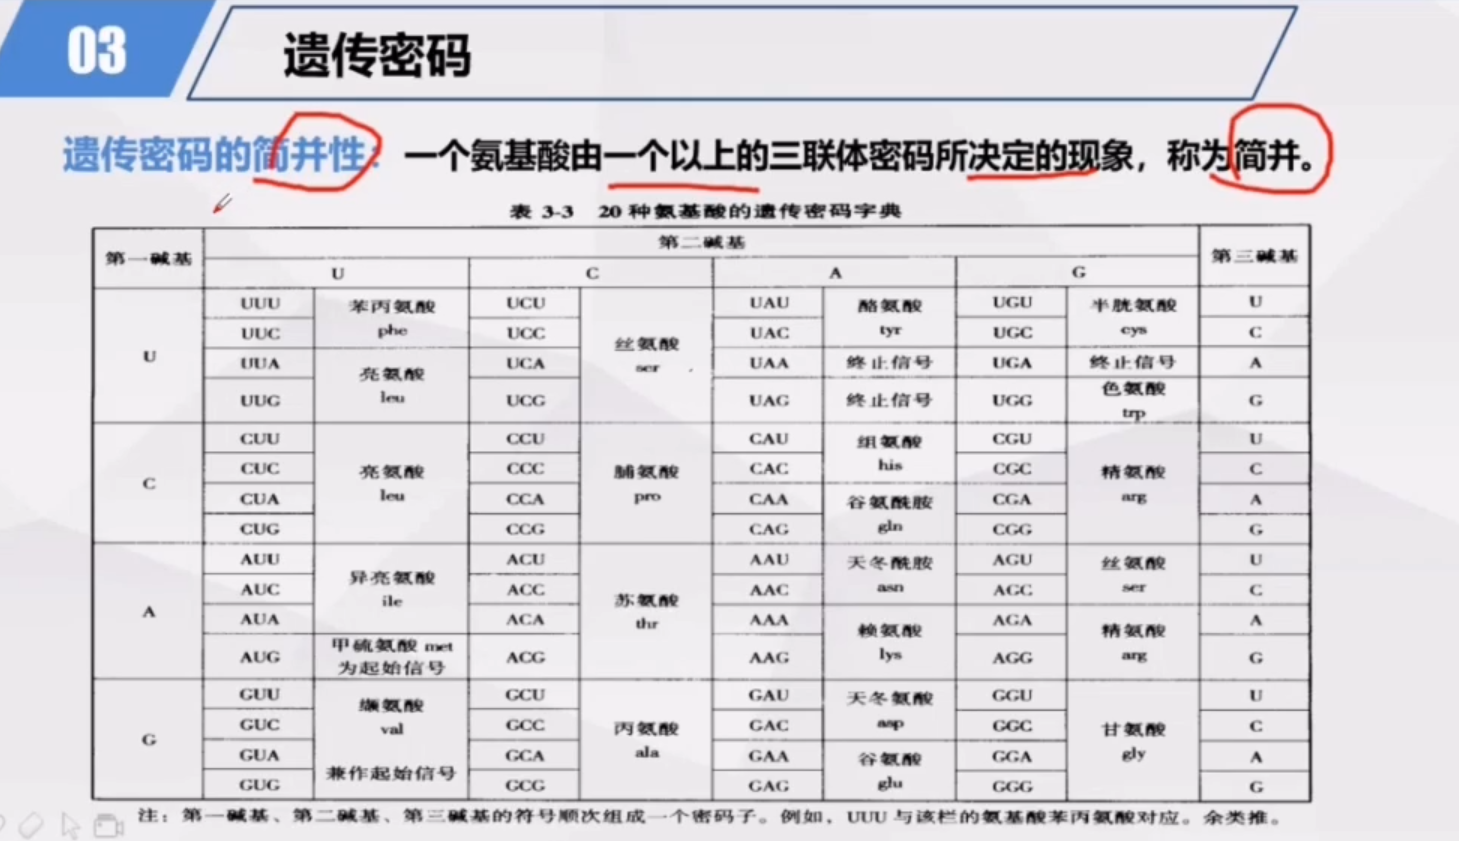 03
遗传密码
遗传密码的简并性：一个氨基酸由一个以上的三联体密码所决定的现象，称为简并。
表 3-3 20 种氨基酸的遗传密码字典
第一碱基 第二碱基 第三碱基
U C A G
U
UUU 苯丙氨酸 phe UCU 丝氨酸 ser UAU 酪氨酸 tyr UGU 半胱氨酸 cys U
UUC UCC UAC UGC C
UUA 亮氨酸 leu UCA UAA 终止信号 UGA 终止信号 A
UUG UCG UAG 终止信号 UGG 色氨酸 trp G
C
CUU 亮氨酸 leu CCU 脯氨酸 pro CAU 组氨酸 his CGU 精氨酸 arg U
CUC CCC CAC CGC C
CUA CCA CAA 谷氨酰胺 gln CGA A
CUG CCG CAG CGG G
A
AUU 异亮氨酸 ile ACU 苏氨酸 thr AAU 天冬酰胺 asn AGU 丝氨酸 ser U
AUC ACC AAC AGC C
AUA ACA AAA 赖氨酸 lys AGA 精氨酸 arg A
AUG 甲硫氨酸 met 为起始信号 ACG AAG AGG G
G
GUU 缬氨酸 val GCU 丙氨酸 ala GAU 天冬氨酸 asp GGU 甘氨酸 gly U
GUC GCC GAC GGC C
GUA 兼作起始信号 GCA GAA 谷氨酸 glu GGA A
GUG GCG GAG GGG G
注：第一碱基、第二碱基、第三碱基的符号顺次组成一个密码子。例如，UUU 与该栏的氨基酸苯丙氨酸对应。余类推。